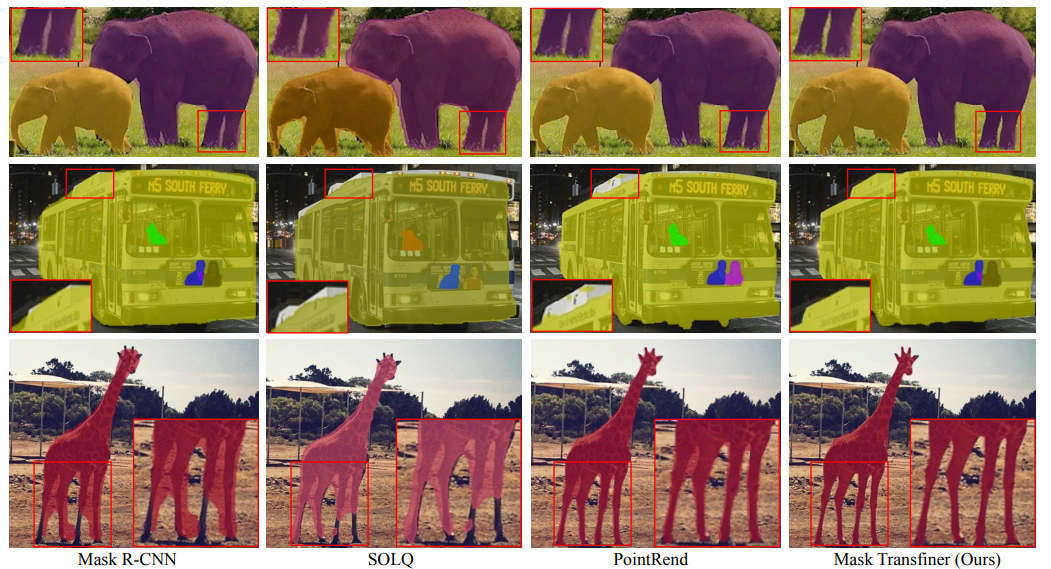 M5 SOUTH FERRY
M5 SOUTH FERRY
M5 SOUTH FERRY
M5 SOUTH FERRY
Mask R-CNN
SOLQ
PointRend
Mask Transfiner (Ours)